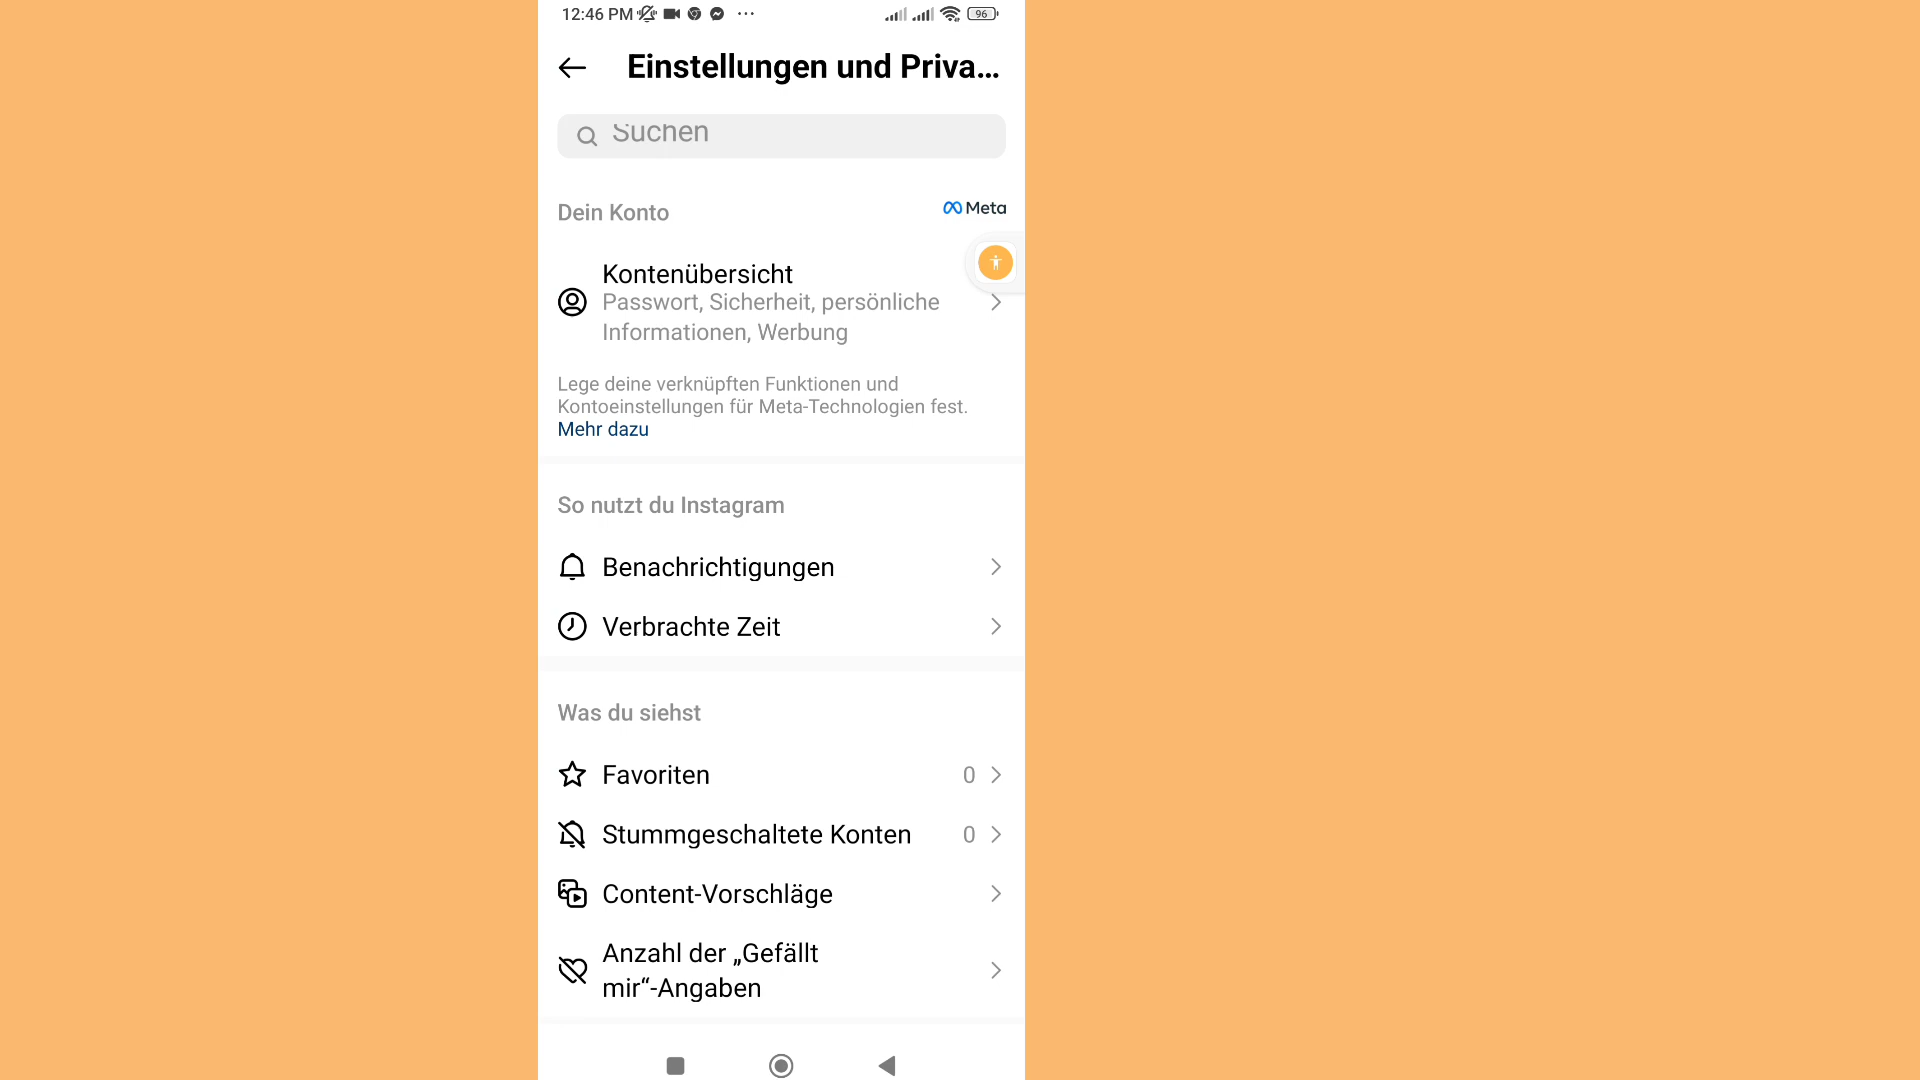 12:46 PM ··· 96
Einstellungen und Priva...
Suchen
Dein Konto
Meta
Kontenübersicht
Passwort, Sicherheit, persönliche
Informationen, Werbung
Lege deine verknüpften Funktionen und
Kontoeinstellungen für Meta-Technologien fest.
Mehr dazu
So nutzt du Instagram
Benachrichtigungen
Verbrachte Zeit
Was du siehst
Favoriten 0
Stummgeschaltete Konten 0
Content-Vorschläge
Anzahl der „Gefällt
mir“-Angaben